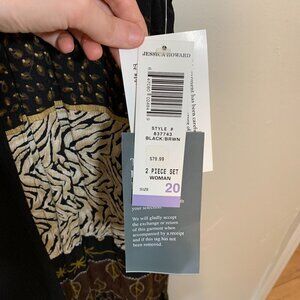 JESSICA HOWARD
STYLE #
837743
BLACK/BRWN
$79.99
2 PIECE SET
WOMAN
SIZE
20
your selection.
We will gladly accept
the exchange or return
of this garment when
accompanied by a receipt
and if this tag has not
been removed.